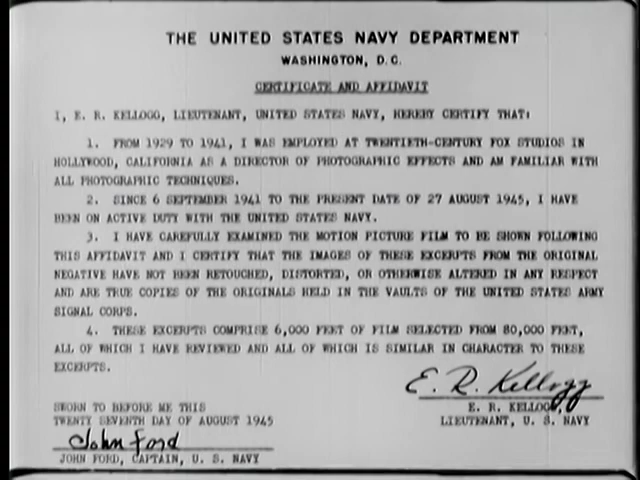 THE UNITED STATES NAVY DEPARTMENT
WASHINGTON, D.C.
CERTIFICATE AND AFFIDAVIT
I, E. R. KELLOGG, LIEUTENANT, UNITED STATES NAVY, HEREBY CERTIFY THAT:
1. FROM 1929 TO 1941, I WAS EMPLOYED AT TWENTIETH-CENTURY FOX STUDIOS IN
HOLLYWOOD, CALIFORNIA AS A DIRECTOR OF PHOTOGRAPHIC EFFECTS AND AM FAMILIAR WITH
ALL PHOTOGRAPHIC TECHNIQUES.
2. SINCE 6 SEPTEMBER 1941 TO THE PRESENT DATE OF 27 AUGUST 1945, I HAVE
BEEN ON ACTIVE DUTY WITH THE UNITED STATES NAVY.
3. I HAVE CAREFULLY EXAMINED THE MOTION PICTURE FILM TO BE SHOWN FOLLOWING
THIS AFFIDAVIT AND I CERTIFY THAT THE IMAGES OF THESE EXCERPTS FROM THE ORIGINAL
NEGATIVE HAVE NOT BEEN RETOUCHED, DISTORTED, OR OTHERWISE ALTERED IN ANY RESPECT
AND ARE TRUE COPIES OF THE ORIGINALS HELD IN THE VAULTS OF THE UNITED STATES ARMY
SIGNAL CORPS.
4. THESE EXCERPTS COMPRISE 6,000 FEET OF FILM SELECTED FROM 80,000 FEET,
ALL OF WHICH I HAVE REVIEWED AND ALL OF WHICH IS SIMILAR IN CHARACTER TO THESE
EXCERPTS.
E. R. Kellogg
E. R. KELLOGG,
LIEUTENANT, U. S. NAVY
SWORN TO BEFORE ME THIS
TWENTY SEVENTH DAY OF AUGUST 1945
John Ford
JOHN FORD, CAPTAIN, U. S. NAVY